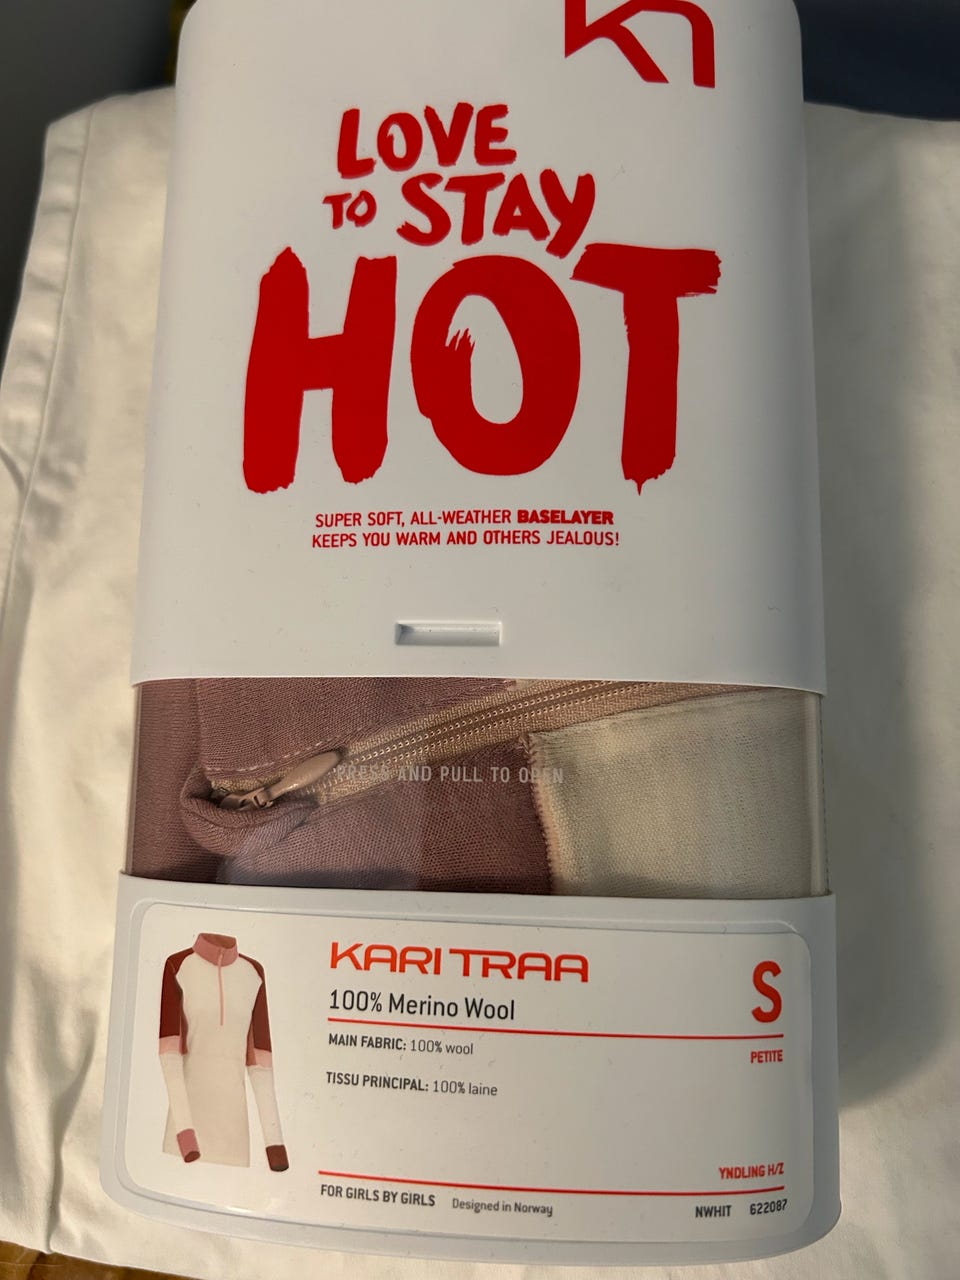 LOVE
TO STAY
HOT
SUPER SOFT, ALL-WEATHER BASELAYER
KEEPS YOU WARM AND OTHERS JEALOUS!
PRESS AND PULL TO OPEN
KARI TRAA
S
100% Merino Wool
MAIN FABRIC: 100% wool
PETITE
TISSU PRINCIPAL: 100% laine
YNDLING H/Z
FOR GIRLS BY GIRLS Designed in Norway
NWHIT 622087